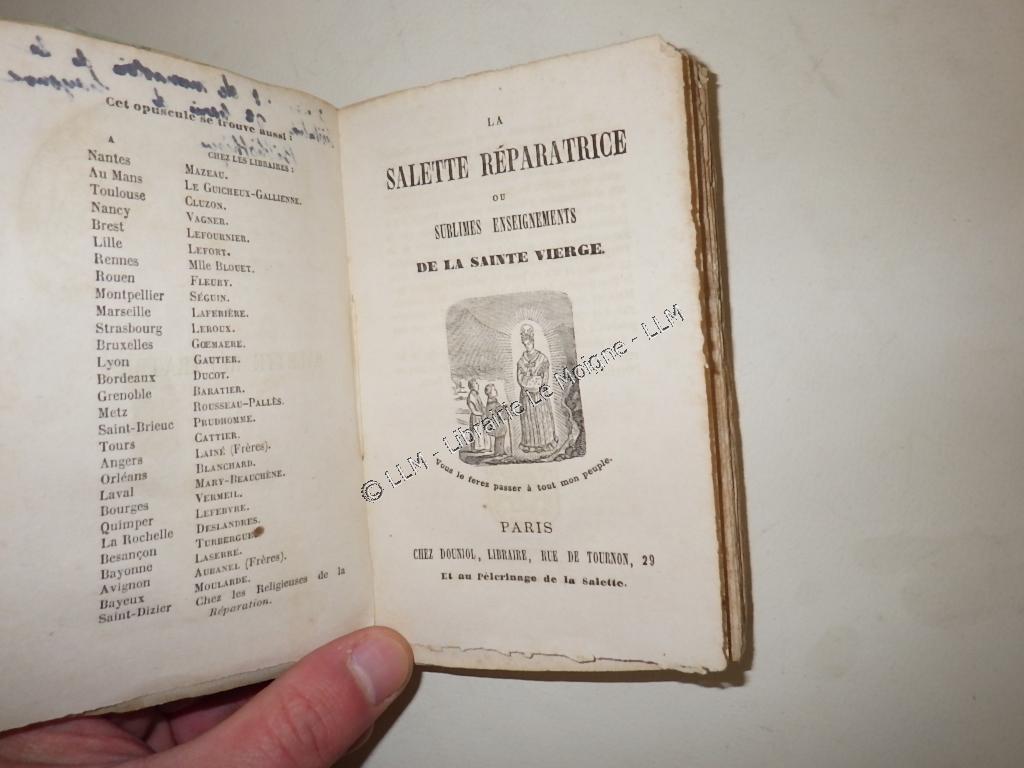 Cet opuscule se trouve aussi :
A CHEZ LES LIBRAIRES :
Nantes MAZEAU.
Au Mans LE GUICHEUX-GALLIENNE.
Toulouse CLUZON.
Nancy VAGNER.
Brest LEFOURNIER.
Lille LEFORT.
Rennes Mlle BLOUET.
Rouen FLEURY.
Montpellier SÉGUIN.
Marseille LAFERIÈRE.
Strasbourg LEROUX.
Bruxelles GŒMAERE.
Lyon GAUTIER.
Bordeaux DUCOT.
Grenoble BARATIER.
Metz ROUSSEAU-PALLÈS.
Saint-Brieuc PRUDHOMME.
Tours CATTIER.
Angers LAINÉ (Frères).
Orléans BLANCHARD.
Laval MARY-BEAUCHÈNE.
Bourges VERMEIL.
Quimper LEFEBVRE.
La Rochelle DESLANDRES.
Besançon TURBERGUE.
Bayonne LASERRE.
Avignon AUBANEL (Frères).
Bayeux MOULARDE.
Saint-Dizier Chez les Religieuses de la
Réparation.
LA
SALETTE RÉPARATRICE
OU
SUBLIMES ENSEIGNEMENTS
DE LA SAINTE VIERGE.
Vous le ferez passer à tout mon peuple.
PARIS
CHEZ DOUNIOL, LIBRAIRE, RUE DE TOURNON, 29
Et au Pèlerinage de la Salette.
© LLM - Librairie Le Moigne - LLM